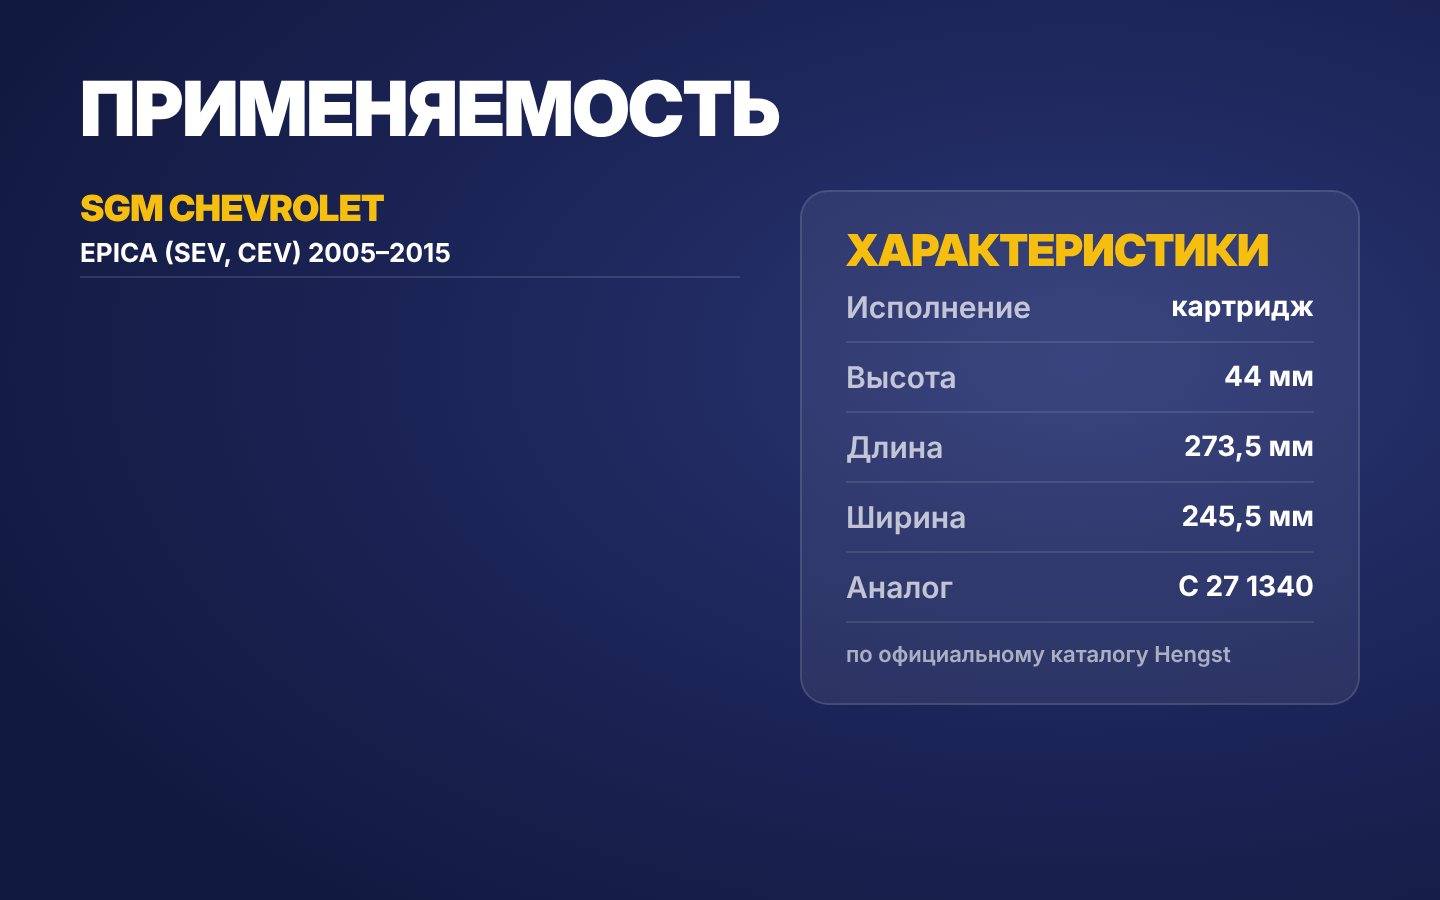 ПРИМЕНЯЕМОСТЬ
SGM CHEVROLET
EPICA (SEV, CEV) 2005–2015
ХАРАКТЕРИСТИКИ
Исполнение картридж
Высота 44 мм
Длина 273,5 мм
Ширина 245,5 мм
Аналог C 27 1340
по официальному каталогу Hengst